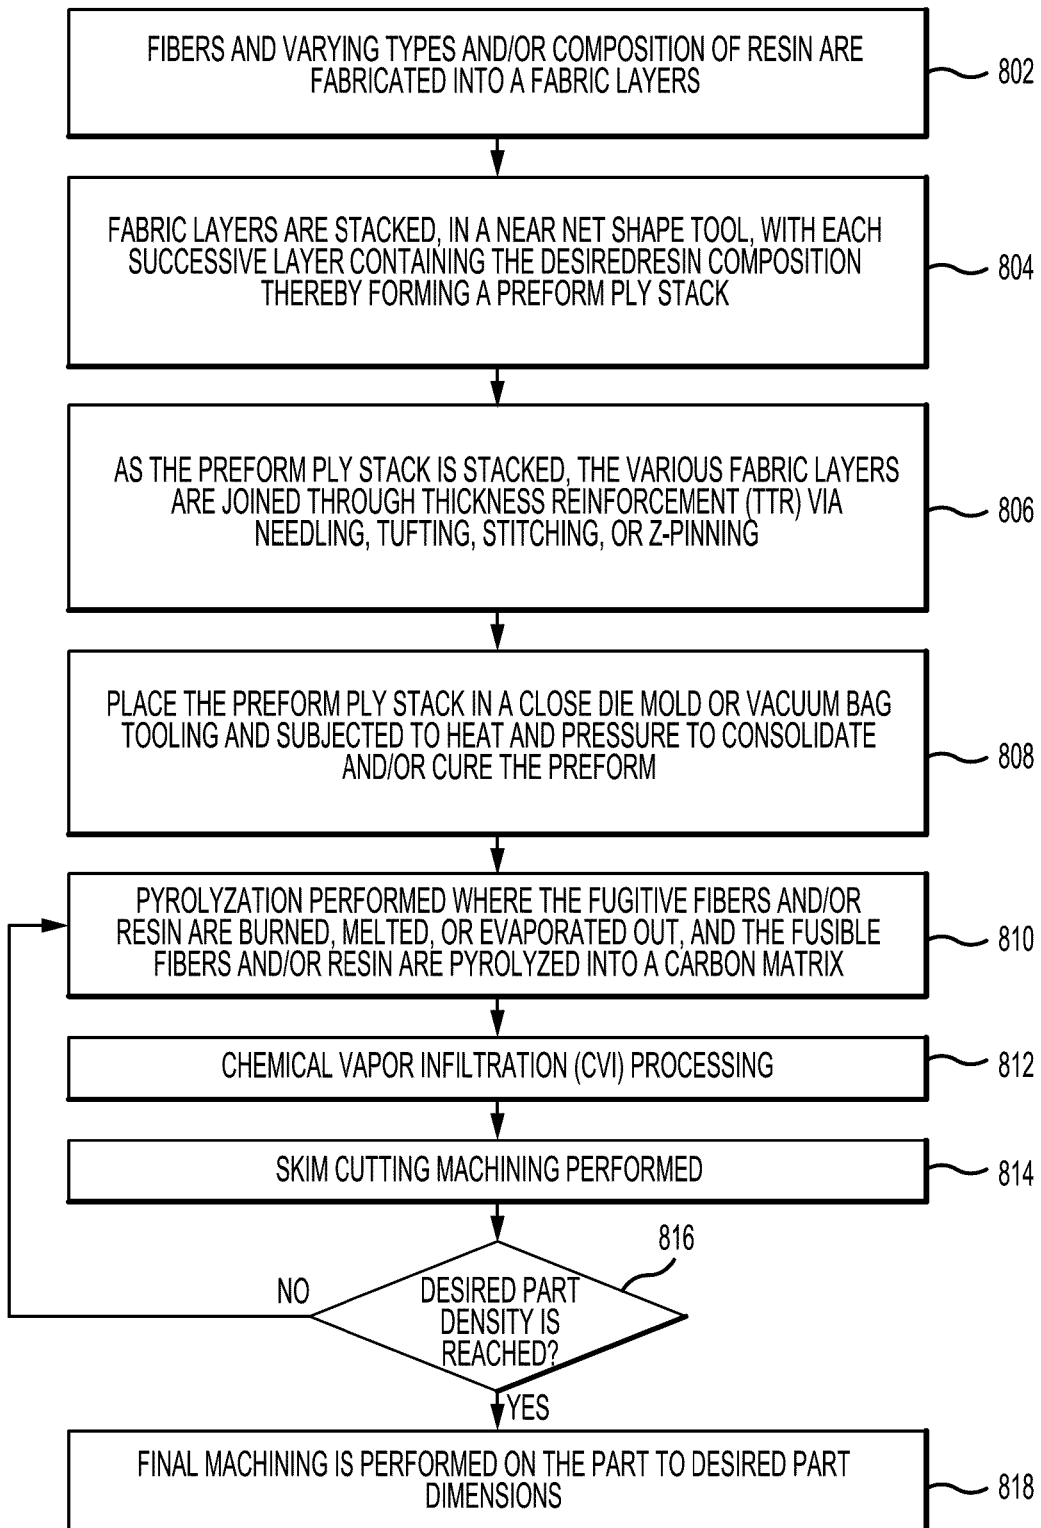 FIBERS AND VARYING TYPES AND/OR COMPOSITION OF RESIN ARE
FABRICATED INTO A FABRIC LAYERS
802
FABRIC LAYERS ARE STACKED, IN A NEAR NET SHAPE TOOL, WITH EACH
SUCCESSIVE LAYER CONTAINING THE DESIREDRESIN COMPOSITION
THEREBY FORMING A PREFORM PLY STACK
804
AS THE PREFORM PLY STACK IS STACKED, THE VARIOUS FABRIC LAYERS
ARE JOINED THROUGH THICKNESS REINFORCEMENT (TTR) VIA
NEEDLING, TUFTING, STITCHING, OR Z-PINNING
806
PLACE THE PREFORM PLY STACK IN A CLOSE DIE MOLD OR VACUUM BAG
TOOLING AND SUBJECTED TO HEAT AND PRESSURE TO CONSOLIDATE
AND/OR CURE THE PREFORM
808
PYROLYZATION PERFORMED WHERE THE FUGITIVE FIBERS AND/OR
RESIN ARE BURNED, MELTED, OR EVAPORATED OUT, AND THE FUSIBLE
FIBERS AND/OR RESIN ARE PYROLYZED INTO A CARBON MATRIX
810
CHEMICAL VAPOR INFILTRATION (CVI) PROCESSING
812
SKIM CUTTING MACHINING PERFORMED
814
816
NO
DESIRED PART
DENSITY IS
REACHED?
YES
FINAL MACHINING IS PERFORMED ON THE PART TO DESIRED PART
DIMENSIONS
818